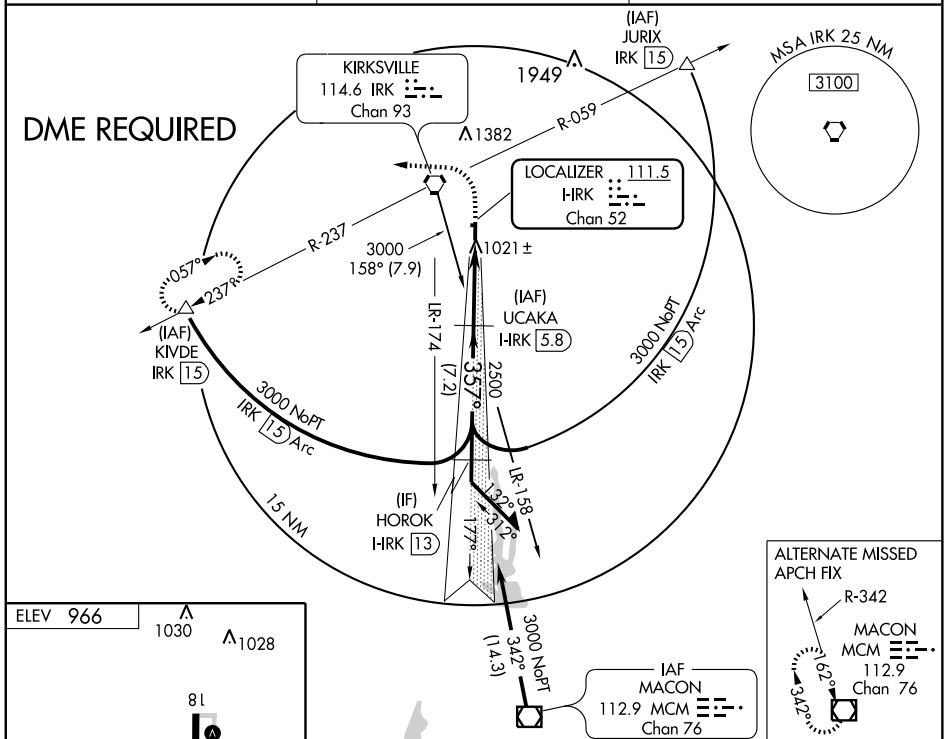 (IAF)
JURIX
IRK 15
MSA IRK 25 NM
3100
KIRKSVILLE
114.6 IRK
Chan 93
1949
DME REQUIRED
R-059
1382
LOCALIZER 111.5
I-IRK
Chan 52
R-237
3000
158° (7.9)
1021 ±
057°
237°
LR-174
(IAF)
UCAKA
I-IRK 5.8
(IAF)
KIVDE
IRK 15
3000 NoPT
IRK 15 Arc
3000 NoPT
IRK 15 Arc
(7.2)
357°
2500
LR-158
15 NM
(IF)
HOROK
I-IRK 13
132°
312°
177°
3000 NoPT
342°
(14.3)
IAF
MACON
112.9 MCM
Chan 76
ALTERNATE MISSED
APCH FIX
R-342
MACON
MCM
112.9
Chan 76
162°
342°
ELEV 966
1030
1028
18
V